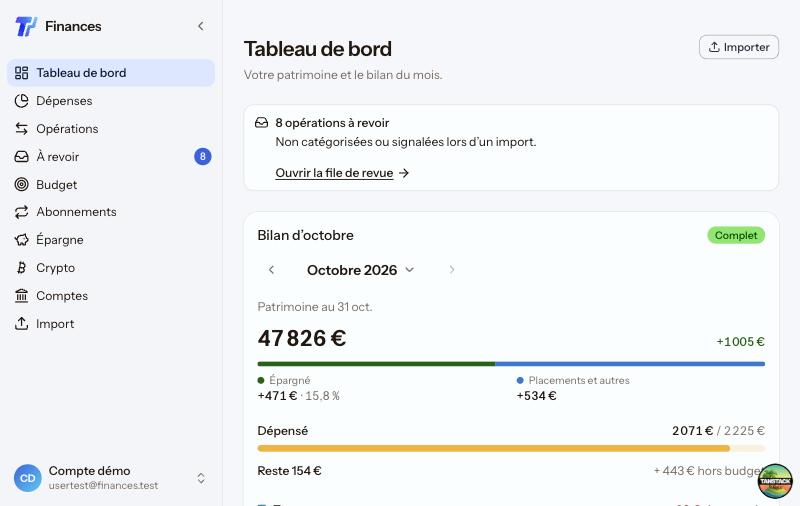 Finances
Tableau de bord
Dépenses
Opérations
À revoir
8
Budget
Abonnements
Épargne
Crypto
Comptes
Import
CD
Compte démo
usertest@finances.test
Tableau de bord
Importer
Votre patrimoine et le bilan du mois.
8 opérations à revoir
Non catégorisées ou signalées lors d’un import.
Ouvrir la file de revue
Bilan d’octobre
Complet
Octobre 2026
Patrimoine au 31 oct.
47 826 €
+1 005 €
Épargné
+471 € · 15,8 %
Placements et autres
+534 €
Dépensé
2 071 € / 2 225 €
Reste 154 €
+ 443 € hors budget
TANSTACK